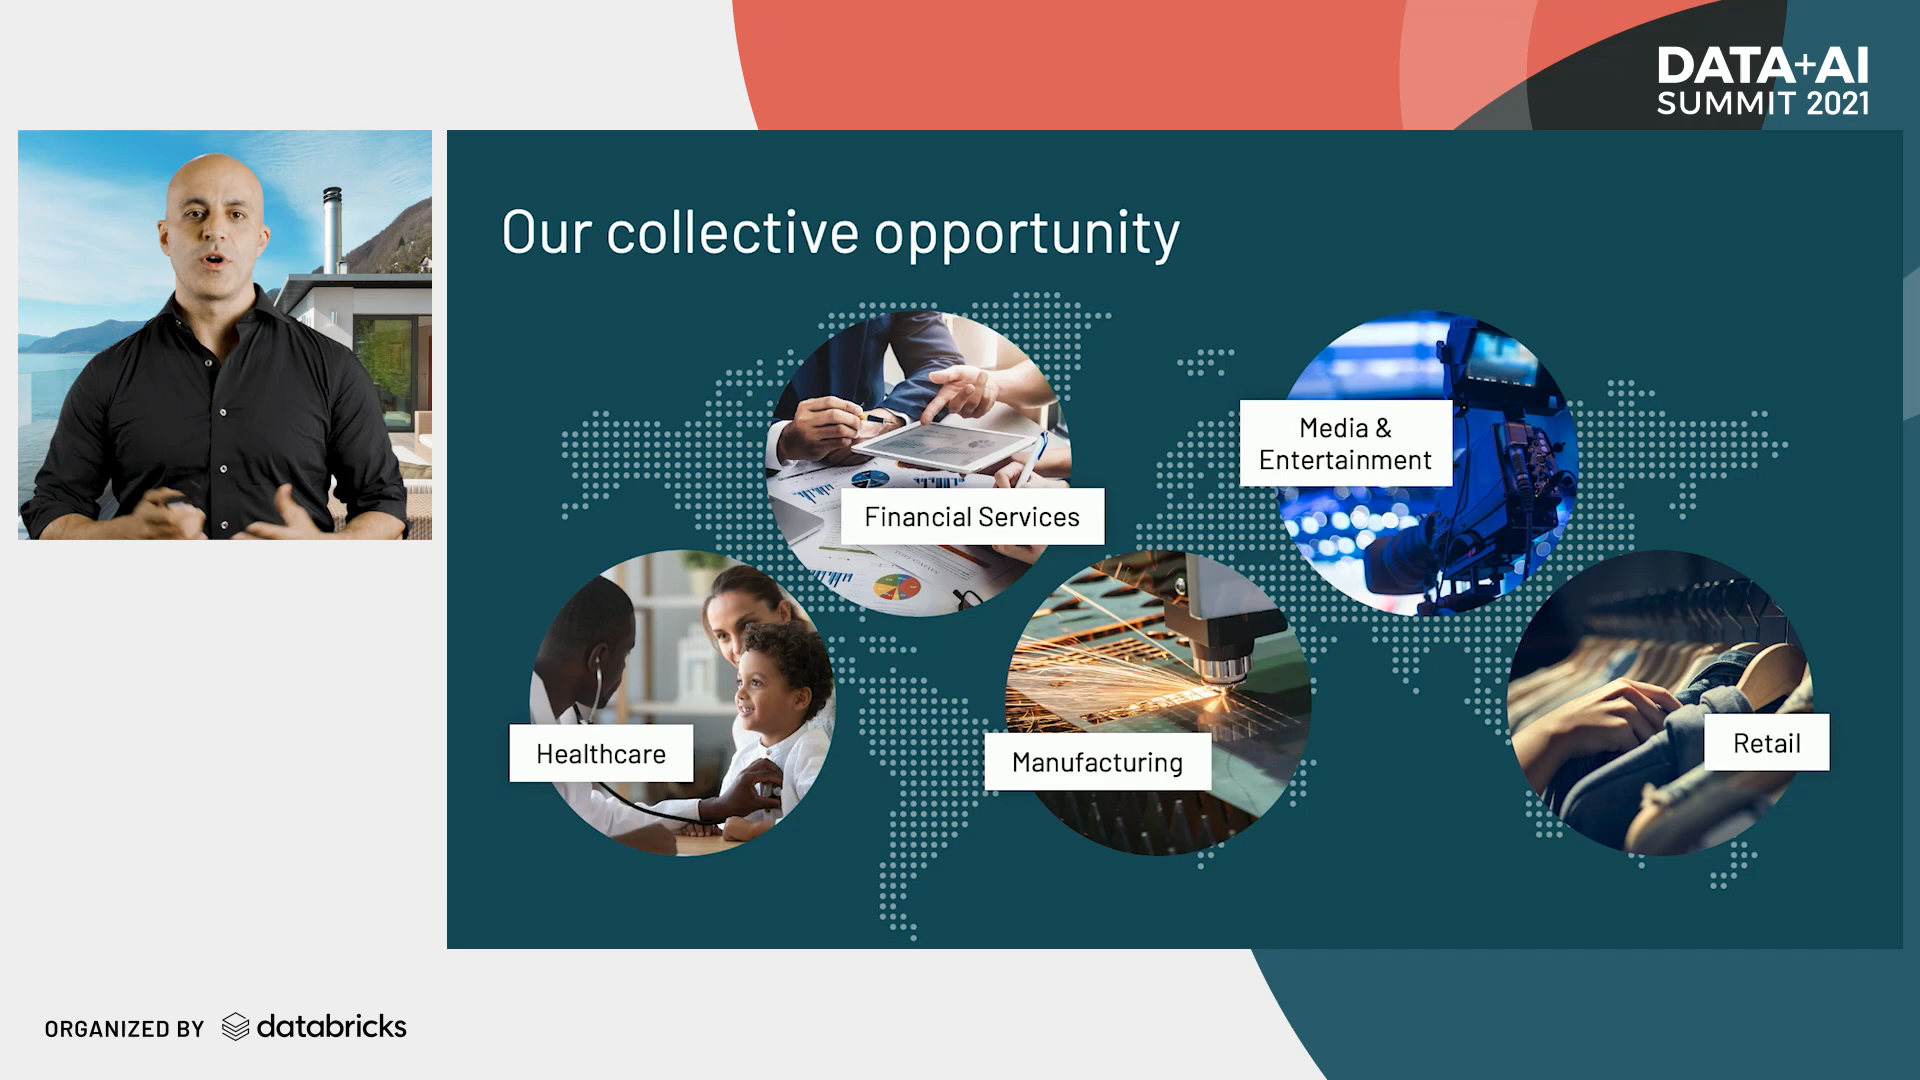 DATA+AI
SUMMIT 2021
Our collective opportunity
Financial Services
Media &
Entertainment
Healthcare
Manufacturing
Retail
ORGANIZED BY databricks